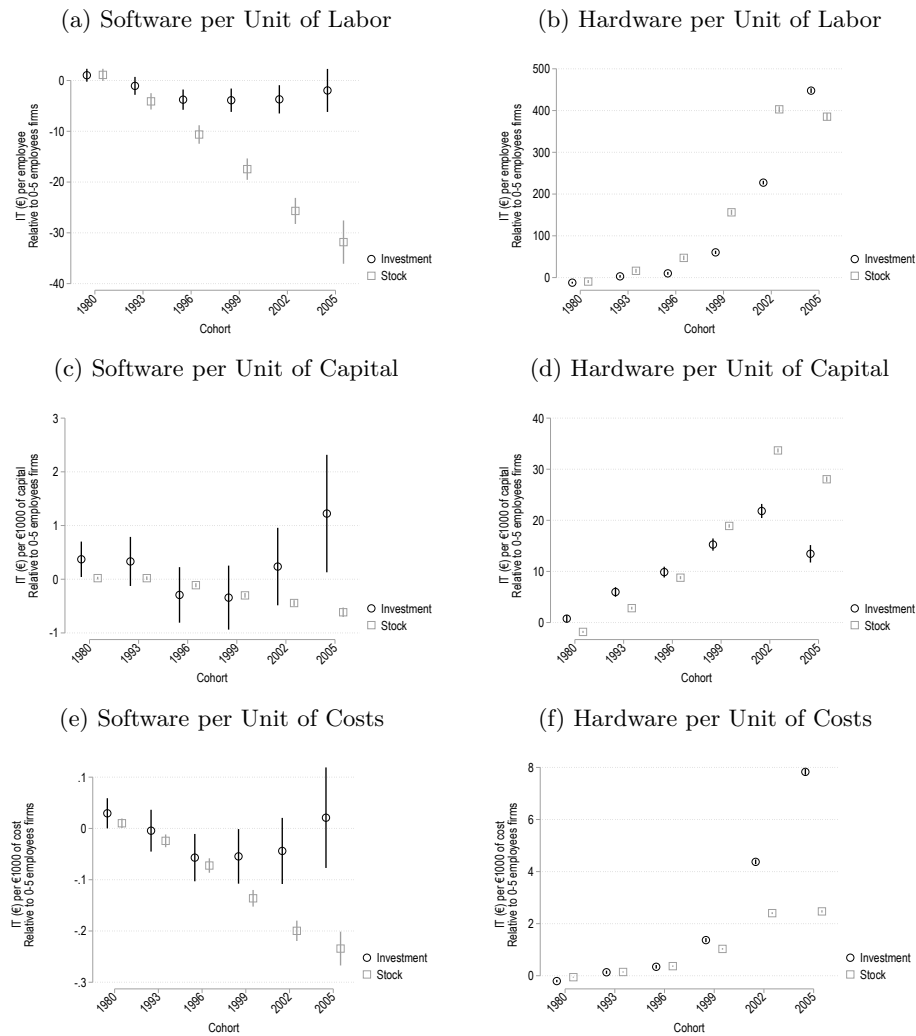 (a) Software per Unit of Labor
IT (€) per employee
Relative to 0-5 employees firms
0
-10
-20
-30
-40
1980
1993
1996
1999
2002
2005
Cohort
Investment
Stock
(b) Hardware per Unit of Labor
IT (€) per employee
Relative to 0-5 employees firms
500
400
300
200
100
0
1980
1993
1996
1999
2002
2005
Cohort
Investment
Stock
(c) Software per Unit of Capital
IT (€) per €1000 of capital
Relative to 0-5 employees firms
3
2
1
0
-1
1980
1993
1996
1999
2002
2005
Cohort
Investment
Stock
(d) Hardware per Unit of Capital
IT (€) per €1000 of capital
Relative to 0-5 employees firms
40
30
20
10
0
1980
1993
1996
1999
2002
2005
Cohort
Investment
Stock
(e) Software per Unit of Costs
IT (€) per €1000 of cost
Relative to 0-5 employees firms
.1
0
-.1
-.2
-.3
1980
1993
1996
1999
2002
2005
Cohort
Investment
Stock
(f) Hardware per Unit of Costs
IT (€) per €1000 of cost
Relative to 0-5 employees firms
8
6
4
2
0
1980
1993
1996
1999
2002
2005
Cohort
Investment
Stock